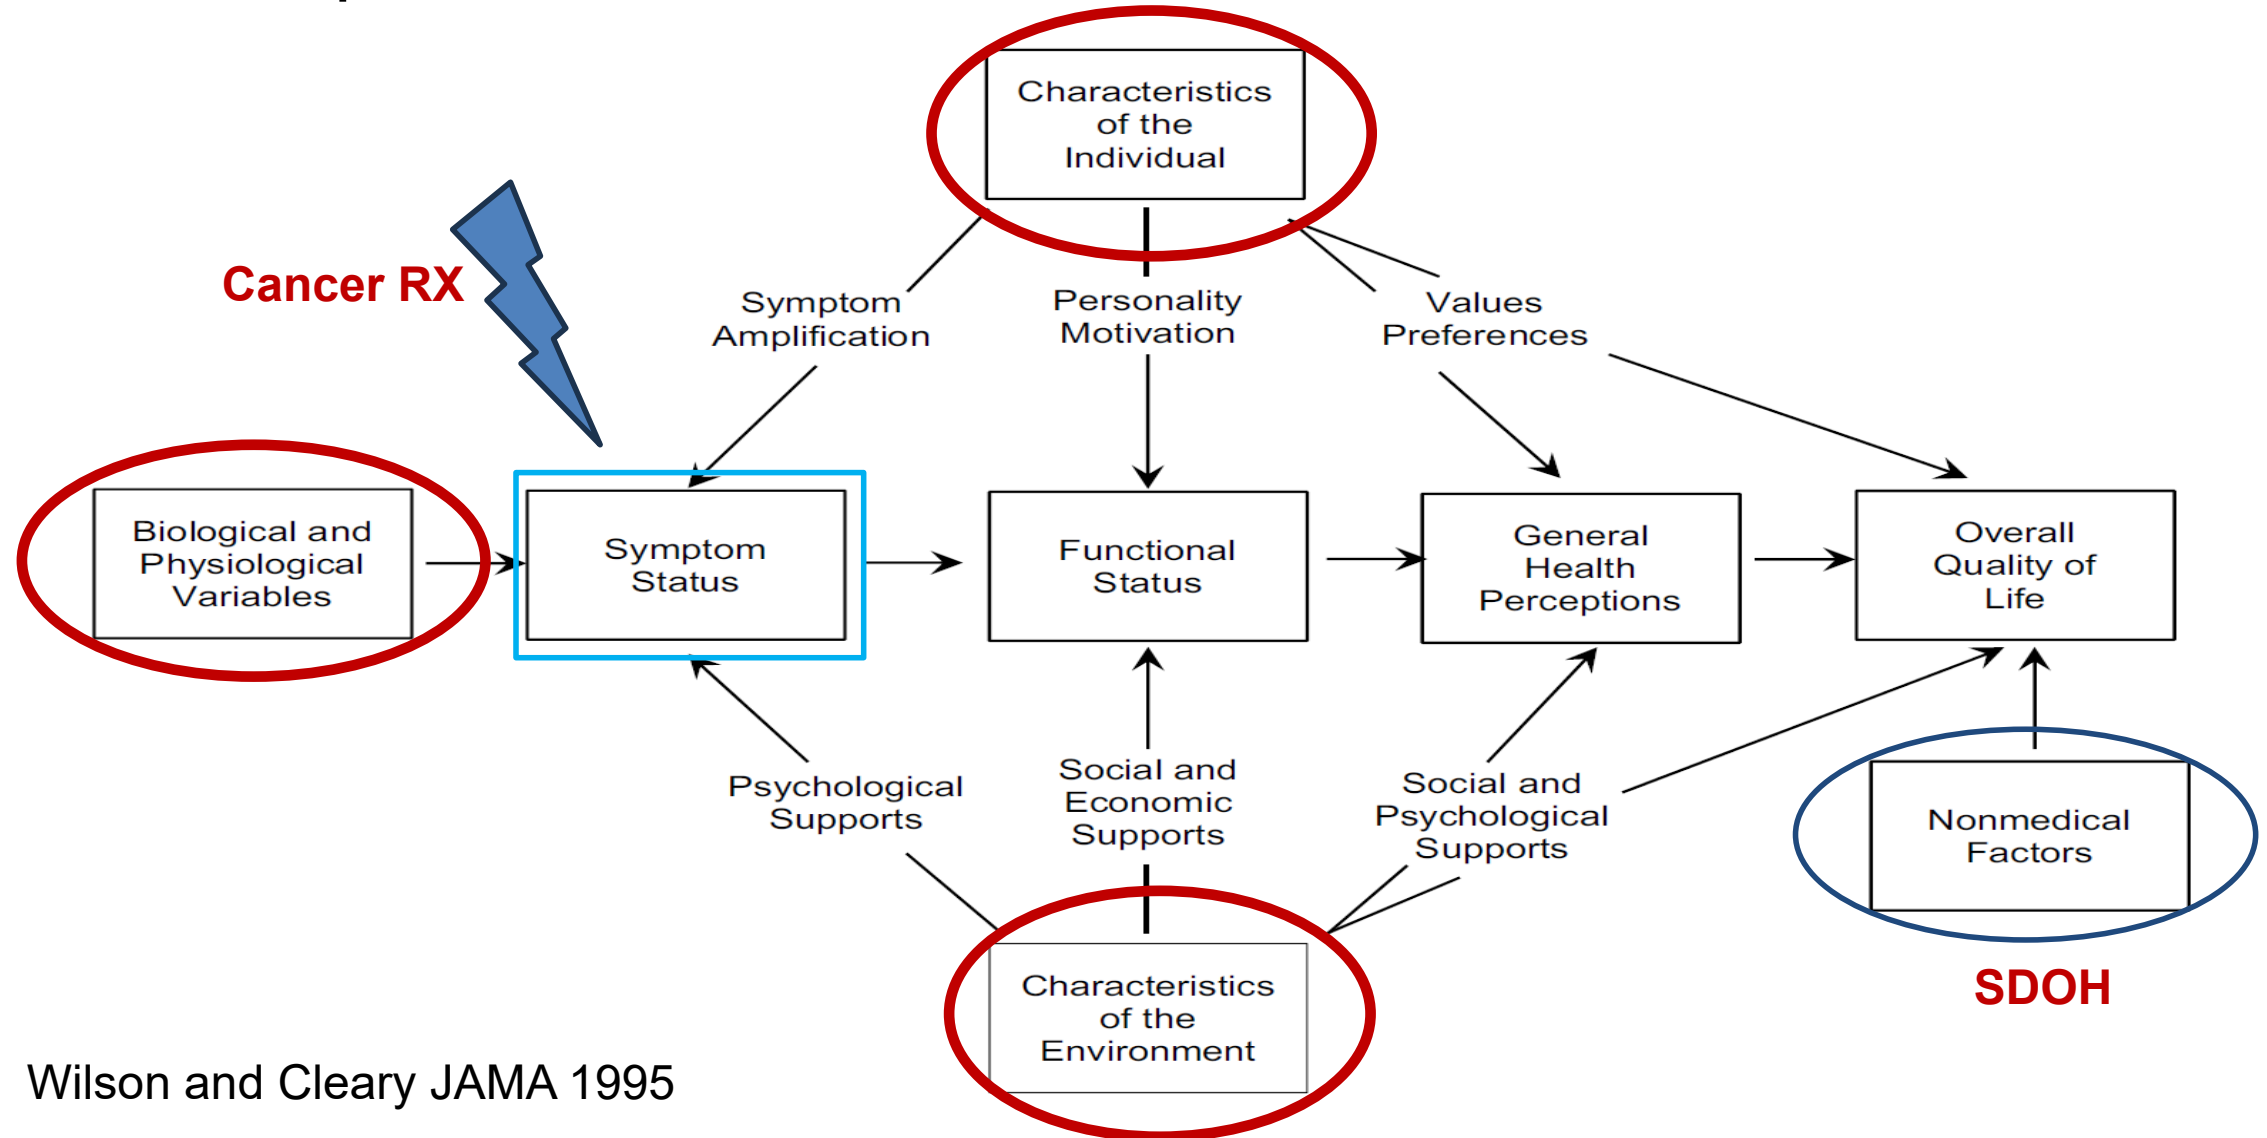 Characteristics
of the
Individual
Cancer RX
Symptom
Amplification
Personality
Motivation
Values
Preferences
Biological and
Physiological
Variables
Symptom
Status
Functional
Status
General
Health
Perceptions
Overall
Quality of
Life
Psychological
Supports
Social and
Economic
Supports
Social and
Psychological
Supports
Nonmedical
Factors
SDOH
Characteristics
of the
Environment
Wilson and Cleary JAMA 1995